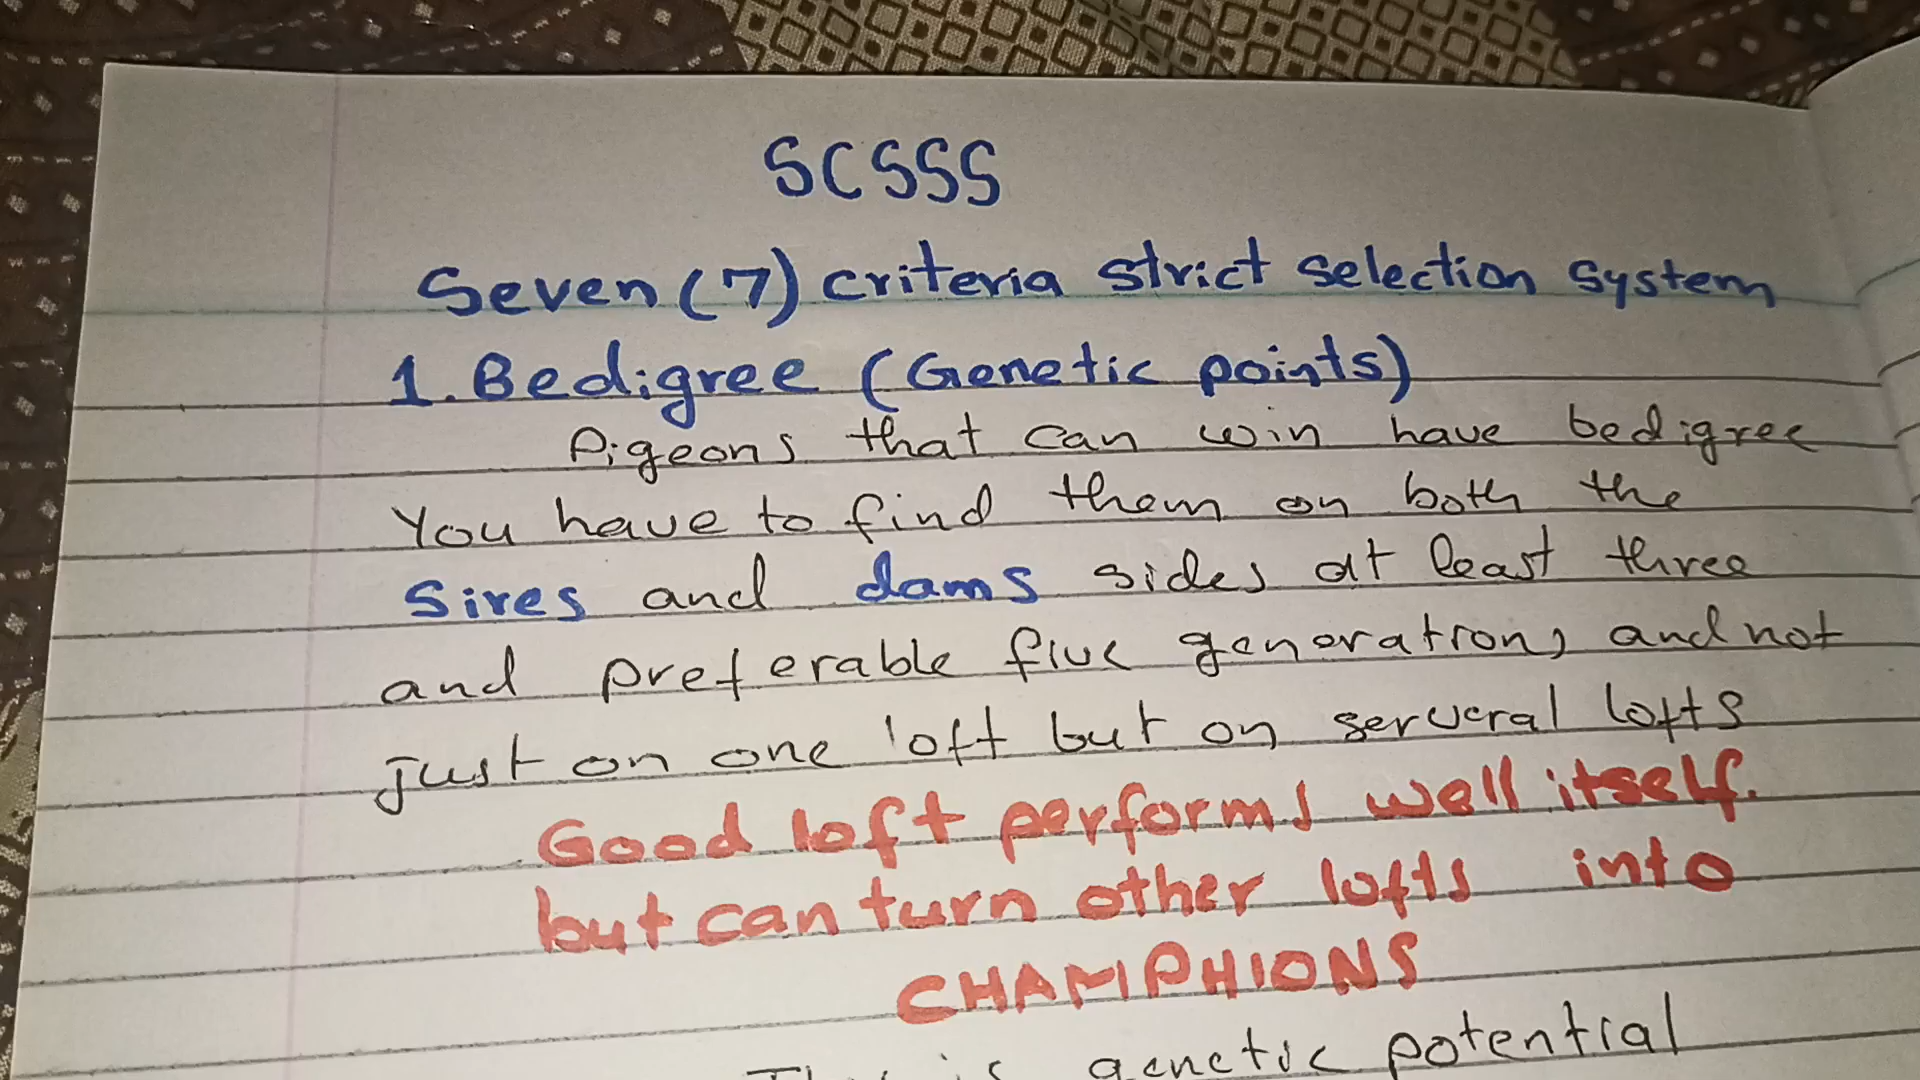 SCSSS
Seven (7) criteria strict selection system
1. Bedigree (Genetic points)
Pigeons that can win have bedigree
You have to find them on both the
Sires and dams sides at least three
and preferable five generations and not
just on one loft but on serveral lofts
Good loft performs well itself.
but can turn other lofts into
CHAMPHIONS
genetic potential